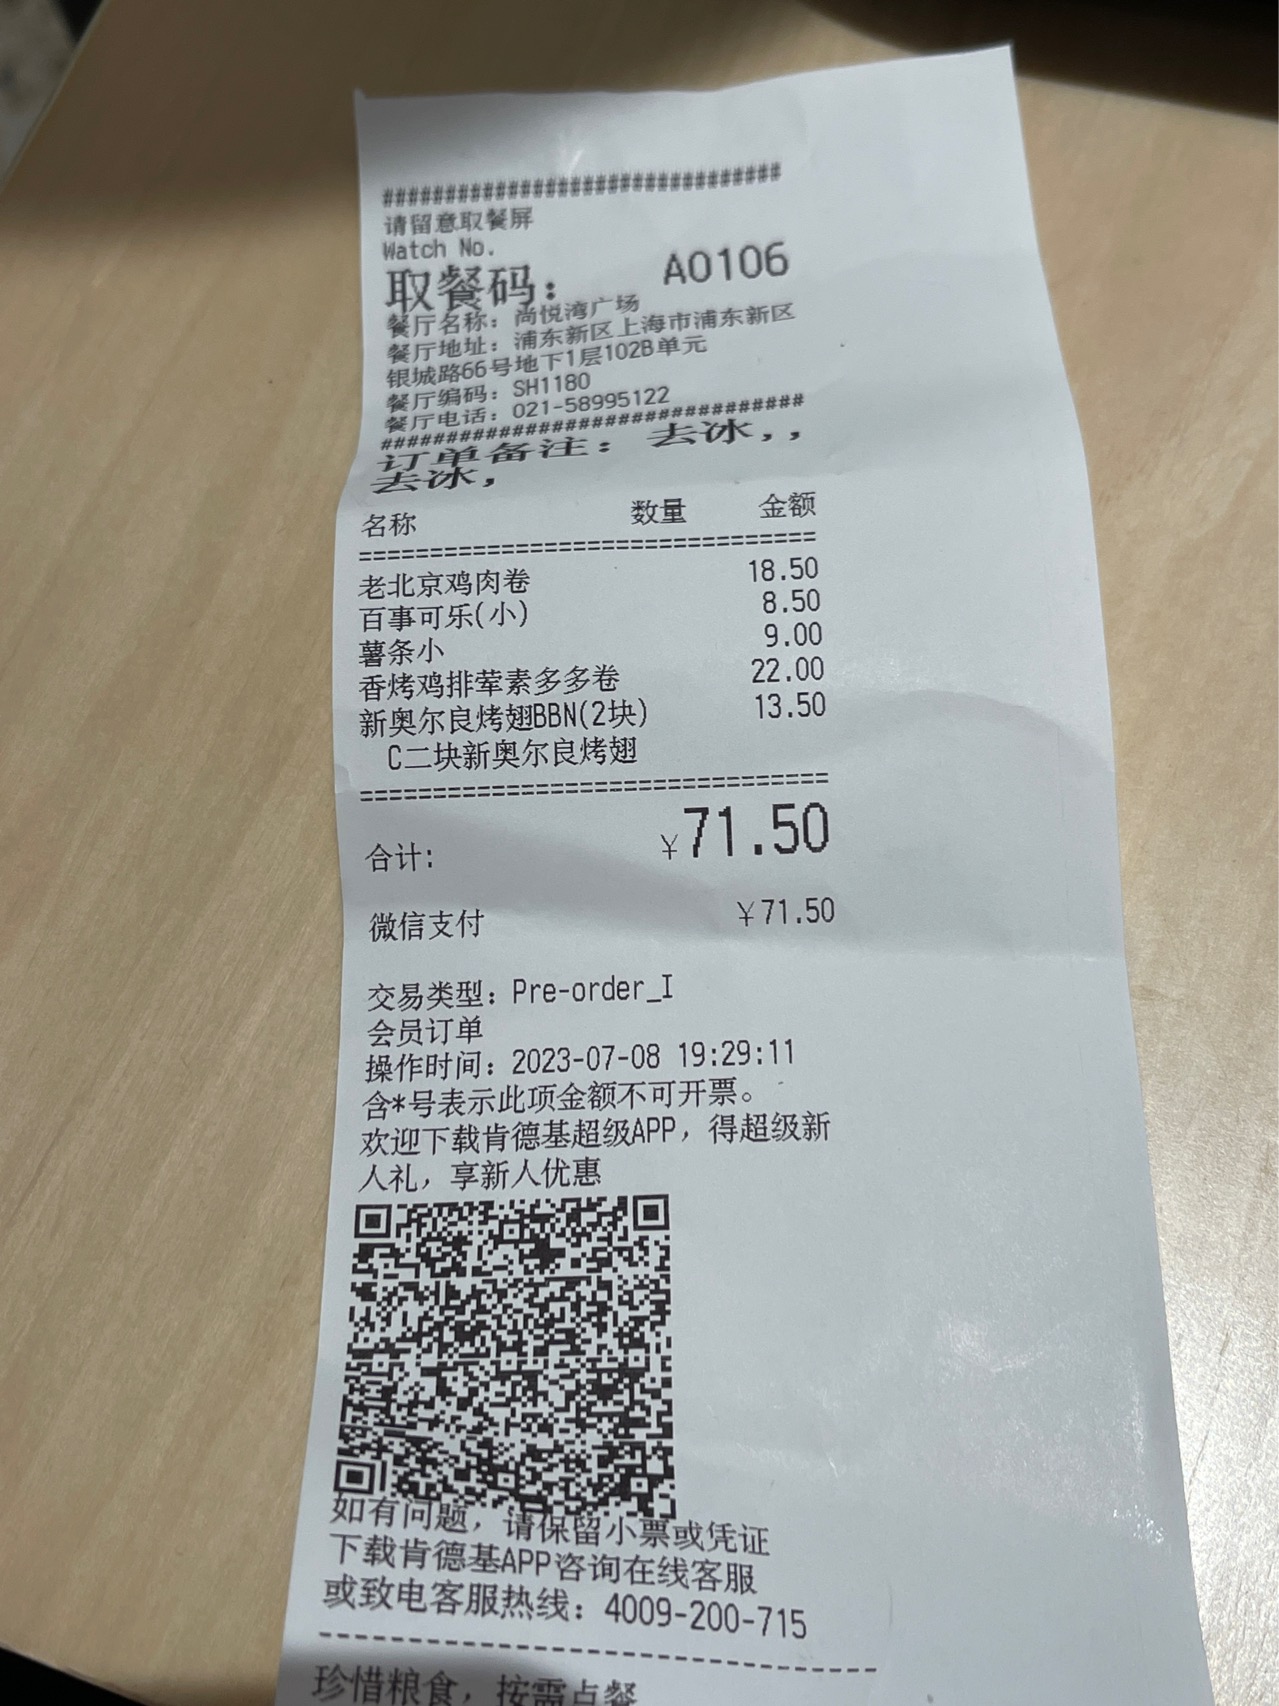 ################################
请留意取餐屏
Watch No.
取餐码： A0106
餐厅名称：尚悦湾广场
餐厅地址：浦东新区上海市浦东新区
银城路66号地下1层102B单元
餐厅编码：SH1180
餐厅电话：021-58995122
################################
订单备注：去冰，，
去冰，
名称 数量 金额
================================
老北京鸡肉卷 18.50
百事可乐(小) 8.50
薯条小 9.00
香烤鸡排荤素多多卷 22.00
新奥尔良烤翅BBN(2块) 13.50
C二块新奥尔良烤翅
================================
合计: ¥71.50
微信支付 ¥71.50
交易类型：Pre-order_I
会员订单
操作时间：2023-07-08 19:29:11
含*号表示此项金额不可开票。
欢迎下载肯德基超级APP，得超级新
人礼，享新人优惠
如有问题，请保留小票或凭证
下载肯德基APP咨询在线客服
或致电客服热线：4009-200-715
--------------------------------
珍惜粮食，按需点餐